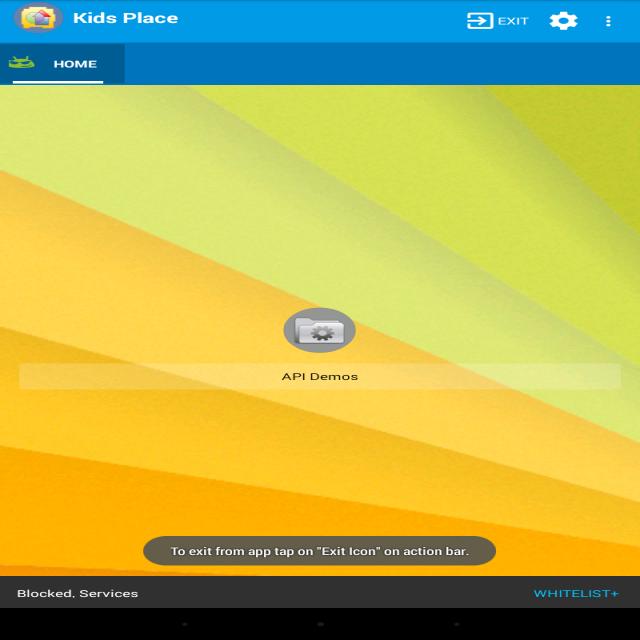 Kids Place
EXIT
HOME
API Demos
To exit from app tap on "Exit Icon" on action bar.
Blocked, Services
WHITELIST+